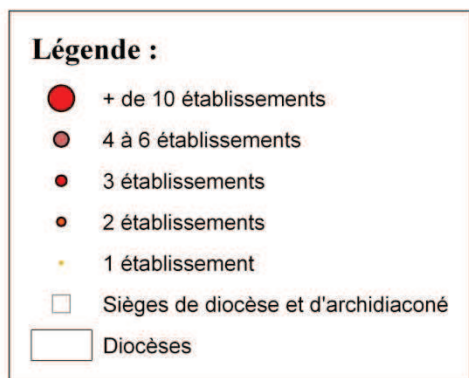 Légende :
+ de 10 établissements
4 à 6 établissements
3 établissements
2 établissements
1 établissement
Sièges de diocèse et d'archidiaconé
Diocèses